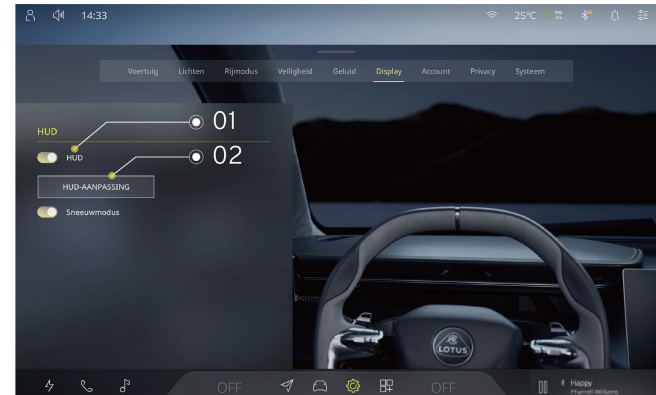 14:33
25°C
Voertuig Lichten Rijmodus Veiligheid Geluid Display Account Privacy Systeem
HUD
01
HUD
02
HUD-AANPASSING
Sneeuwmodus
LOTUS
OFF
OFF
Happy
Pharrell Williams